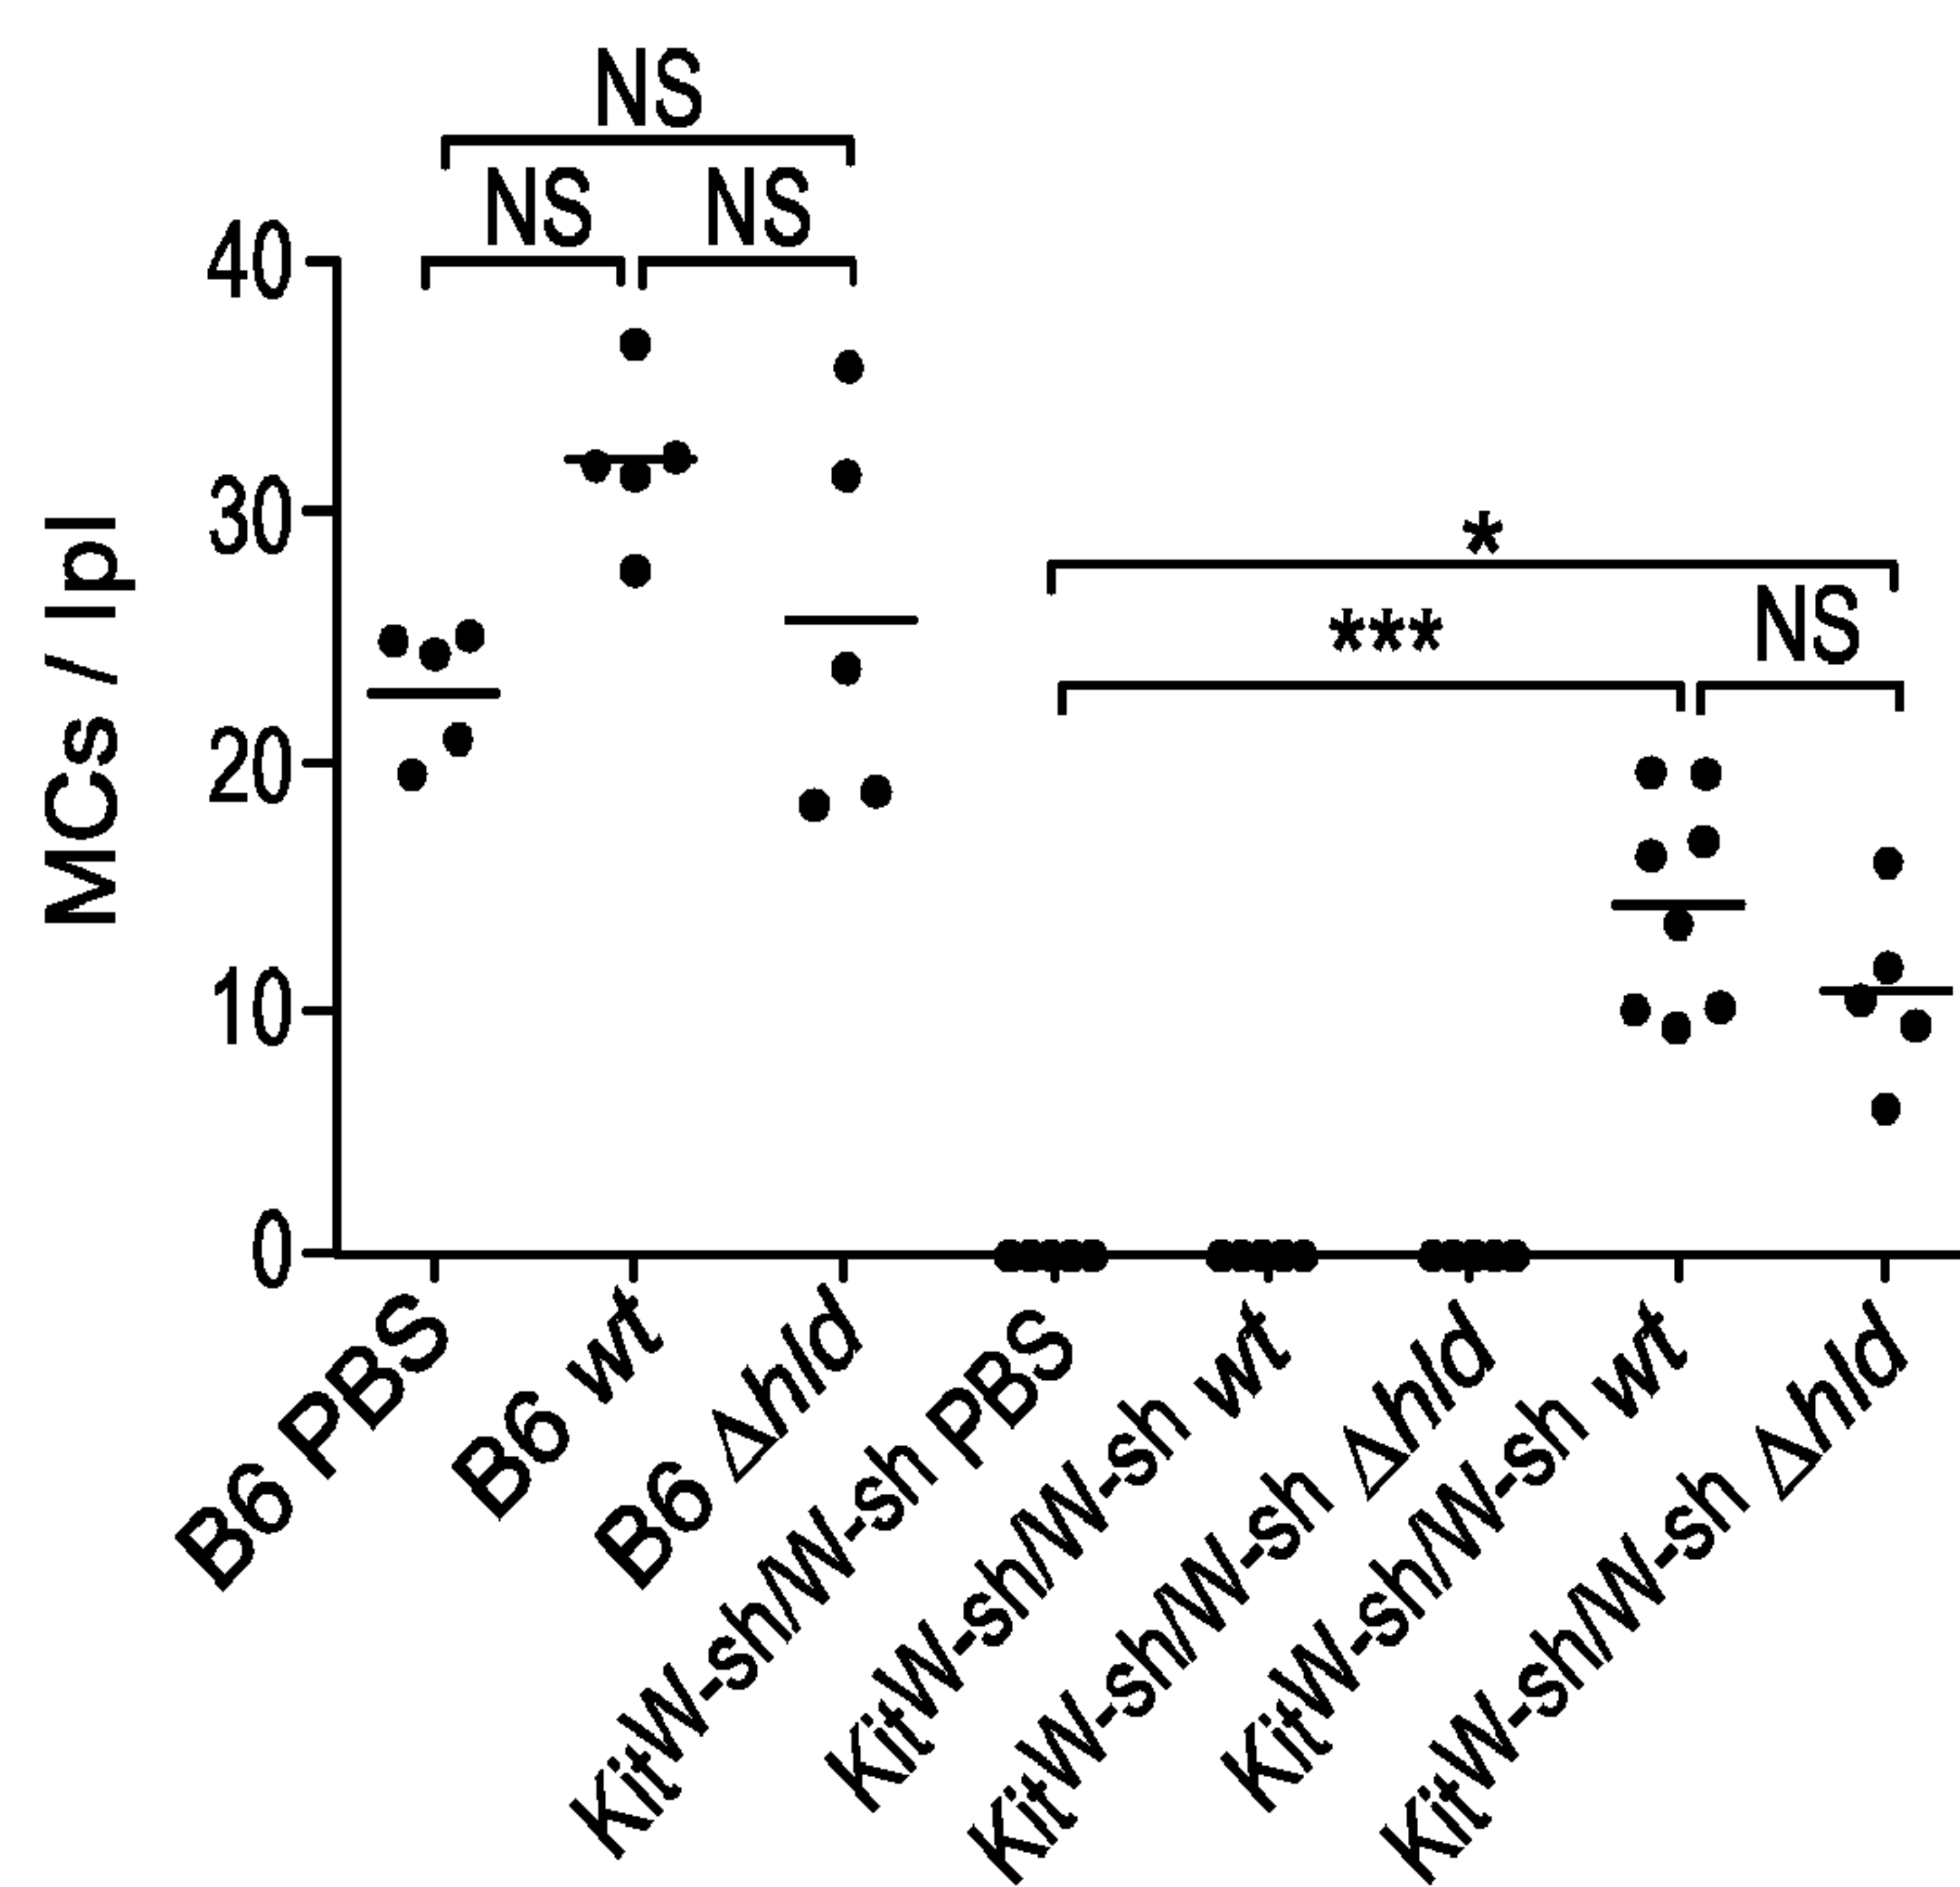 NS
NS NS
40
30
20
10
0
MCs / lpl
*
***
NS
B6 PBS
B6 wt
B6 Δhld
KitW-sh/W-sh PBS
KitW-sh/W-sh wt
KitW-sh/W-sh Δhld
KitW-sh/W-sh wt
KitW-sh/W-sh Δhld